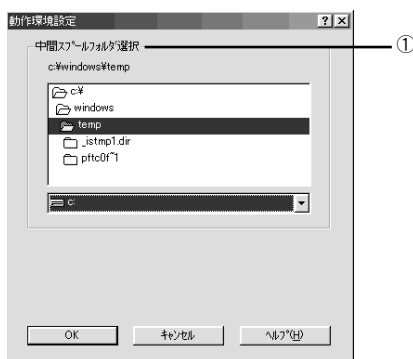 動作環境設定
中間ｽﾌﾟｰﾙﾌｫﾙﾀﾞ選択
①
c:¥windows¥temp
c:¥
windows
temp
_istmp1.dir
pftc0f~1
c:
OK
ｷｬﾝｾﾙ
ﾍﾙﾌﾟ(H)